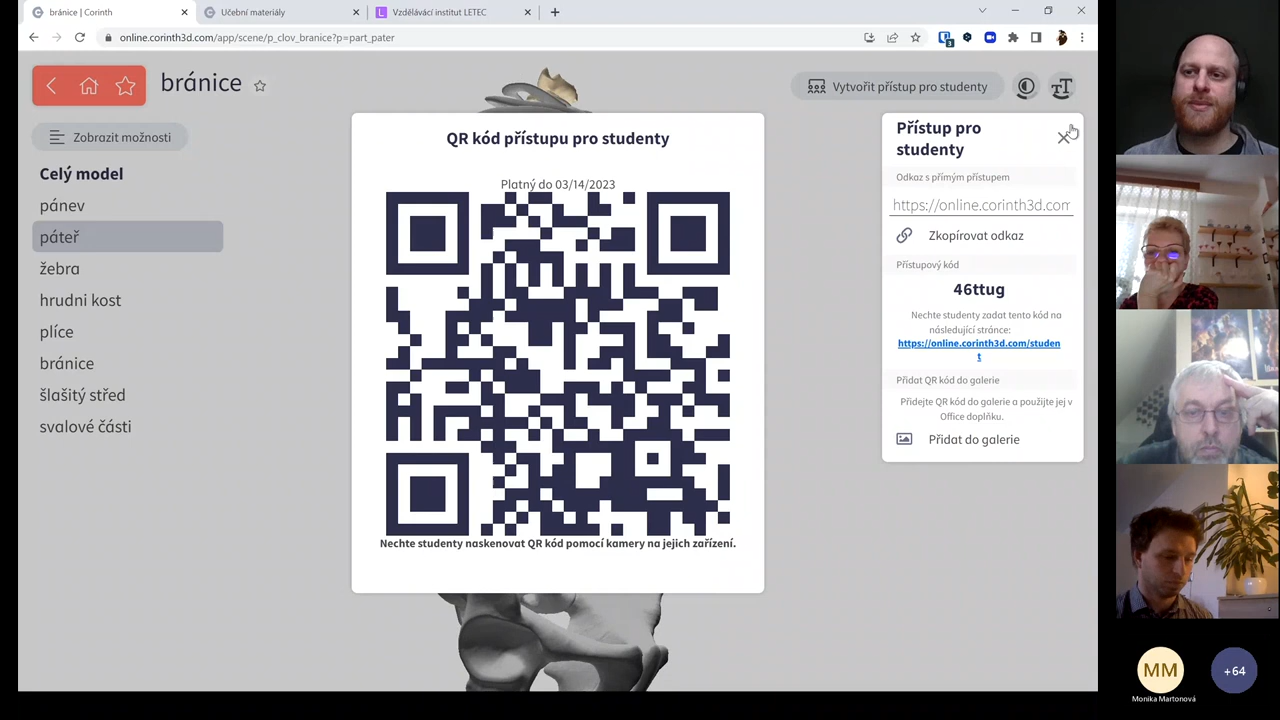 bránice | Corinth
Učební materiály
L Vzdělávací institut LETEC
online.corinth3d.com/app/scene/p_clov_branice?p=part_pater
bránice
Vytvořit přístup pro studenty
Zobrazit možnosti
Celý model
pánev
páteř
žebra
hrudni kost
plíce
bránice
šlašitý střed
svalové části
QR kód přístupu pro studenty
Platný do 03/14/2023
Nechte studenty naskenovat QR kód pomocí kamery na jejich zařízení.
Přístup pro
studenty
Odkaz s přímým přístupem
https://online.corinth3d.com
Zkopírovat odkaz
Přístupový kód
46ttug
Nechte studenty zadat tento kód na
následující stránce:
https://online.corinth3d.com/studen
t
Přidat QR kód do galerie
Přidejte QR kód do galerie a použijte jej v
Office doplňku.
Přidat do galerie
MM
Monika Martonová
+64